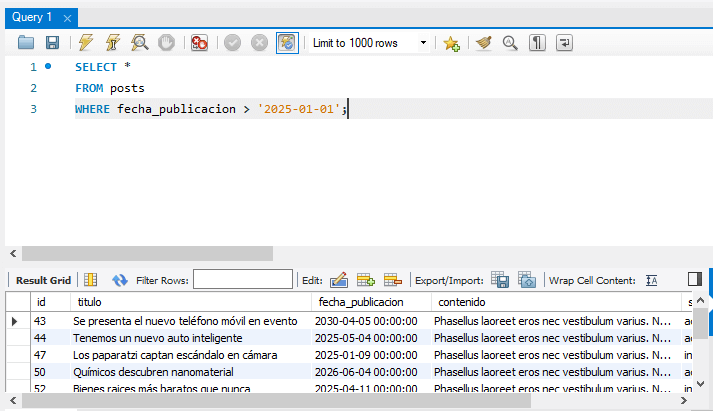 Query 1
Limit to 1000 rows
1 SELECT *
2 FROM posts
3 WHERE fecha_publicacion > '2025-01-01';
Result Grid Filter Rows: Edit: Export/Import: Wrap Cell Content:
id titulo fecha_publicacion contenido
43 Se presenta el nuevo teléfono móvil en evento 2030-04-05 00:00:00 Phasellus laoreet eros nec vestibulum varius. N...
44 Tenemos un nuevo auto inteligente 2025-05-04 00:00:00 Phasellus laoreet eros nec vestibulum varius. N...
47 Los paparatzi captan escándalo en cámara 2025-01-09 00:00:00 Phasellus laoreet eros nec vestibulum varius. N...
50 Químicos descubren nanomaterial 2026-06-04 00:00:00 Phasellus laoreet eros nec vestibulum varius. N...
52 Bienes raices más baratos que nunca 2025-04-11 00:00:00 Phasellus laoreet eros nec vestibulum varius. N...